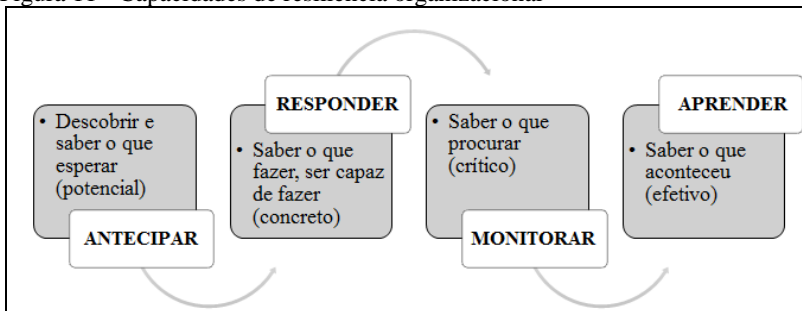 Figura 11 - Capacidades de resiliência organizacional
• Descobrir e
saber o que
esperar
(potencial)
ANTECIPAR
RESPONDER
• Saber o que
fazer, ser capaz
de fazer
(concreto)
• Saber o que
procurar
(crítico)
MONITORAR
APRENDER
• Saber o que
aconteceu
(efetivo)